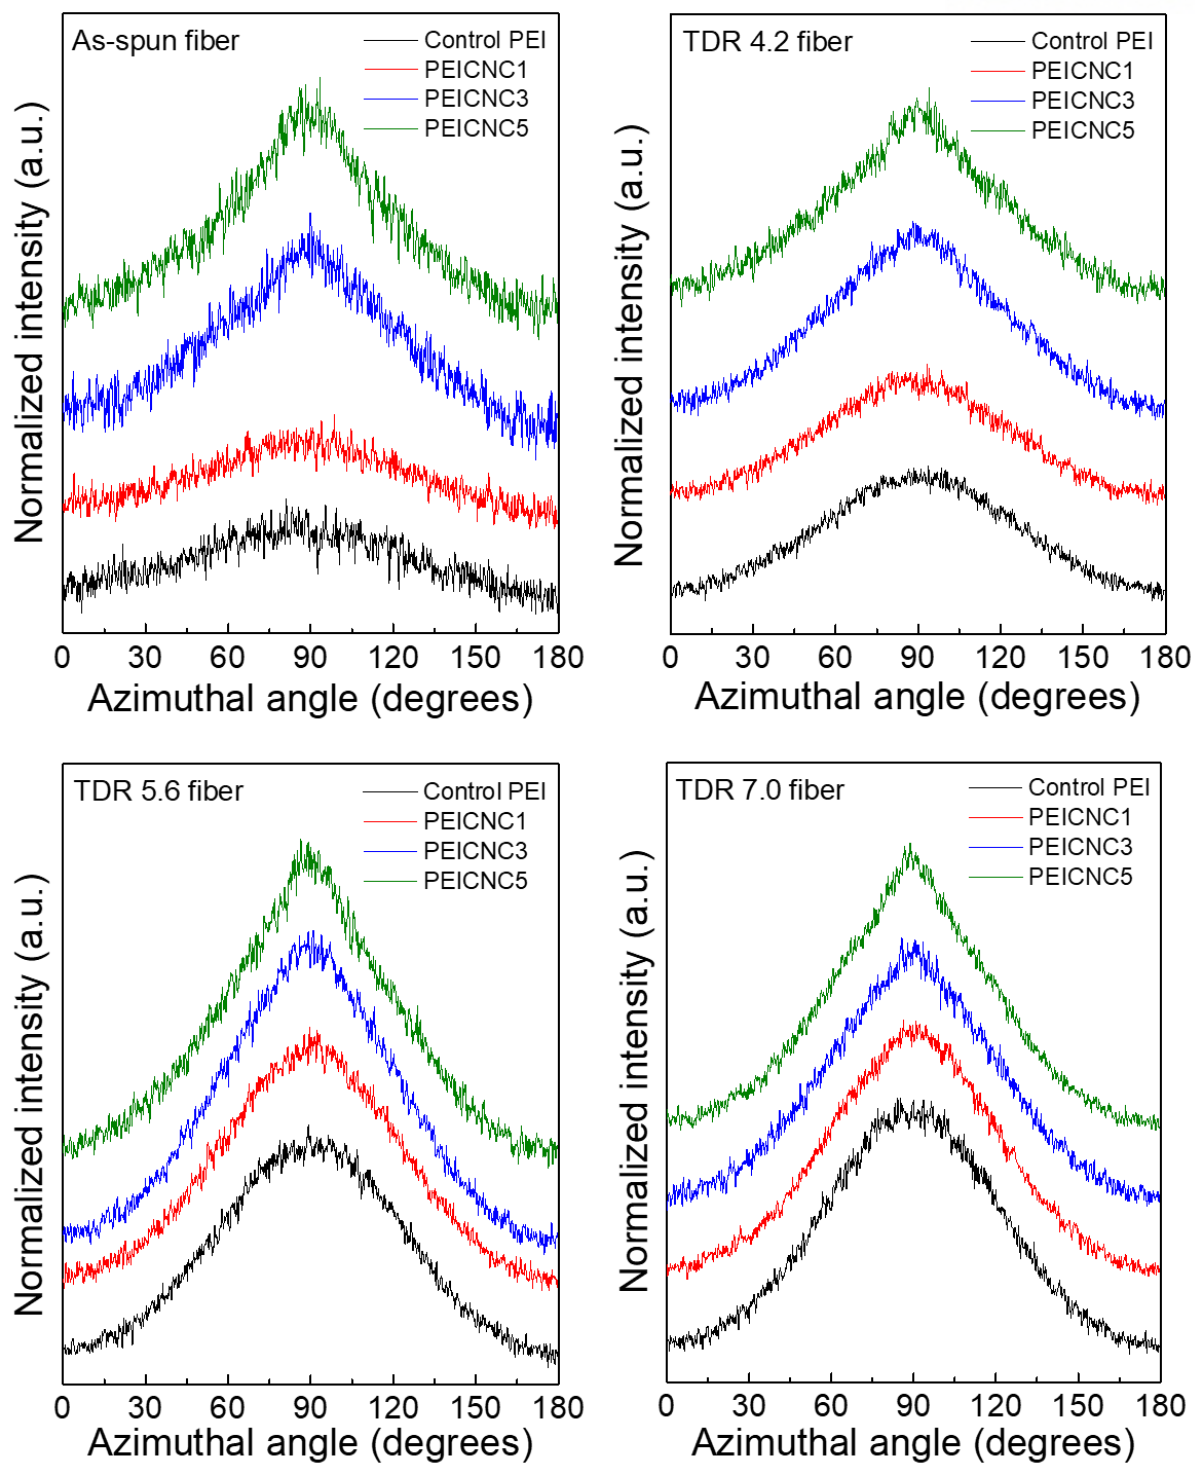 As-spun fiber
Control PEI
PEICNC1
PEICNC3
PEICNC5
Normalized intensity (a.u.)
0 30 60 90 120 150 180
Azimuthal angle (degrees)
TDR 4.2 fiber
Control PEI
PEICNC1
PEICNC3
PEICNC5
Normalized intensity (a.u.)
0 30 60 90 120 150 180
Azimuthal angle (degrees)
TDR 5.6 fiber
Control PEI
PEICNC1
PEICNC3
PEICNC5
Normalized intensity (a.u.)
0 30 60 90 120 150 180
Azimuthal angle (degrees)
TDR 7.0 fiber
Control PEI
PEICNC1
PEICNC3
PEICNC5
Normalized intensity (a.u.)
0 30 60 90 120 150 180
Azimuthal angle (degrees)